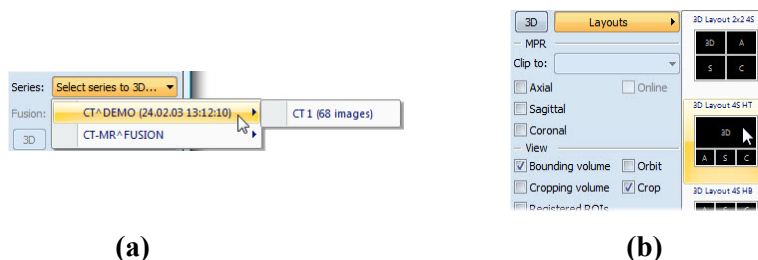 Series: Select series to 3D...
Fusion: CT^DEMO (24.02.03 13:12:10) CT 1 (68 images)
3D CT-MR^FUSION
(a)
3D Layouts
MPR
Clip to:
Axial Online
Sagittal
Coronal
View
Bounding volume Orbit
Cropping volume Crop
Registered ROIs
3D Layout 2x2 4S
3D A
S C
3D Layout 4S HT
3D
A S C
3D Layout 4S HB
(b)